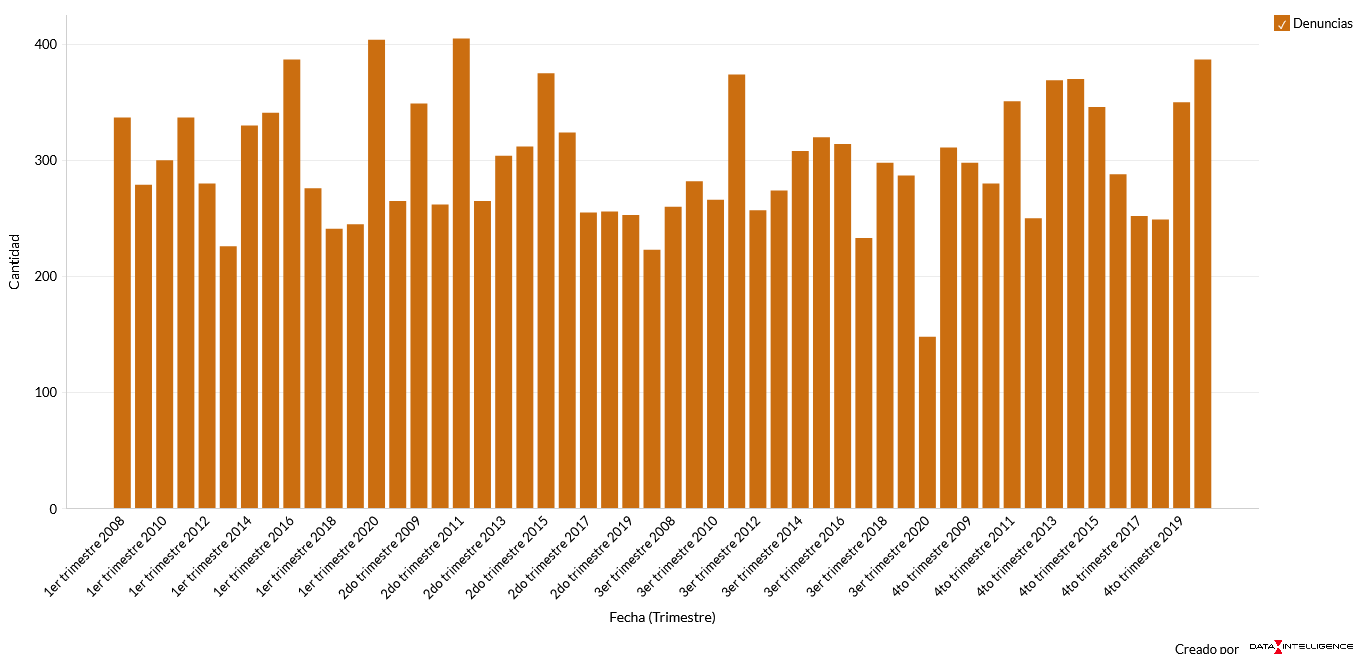 Denuncias
400
300
200
100
0
Cantidad
1er trimestre 2008
1er trimestre 2010
1er trimestre 2012
1er trimestre 2014
1er trimestre 2016
1er trimestre 2018
1er trimestre 2020
2do trimestre 2009
2do trimestre 2011
2do trimestre 2013
2do trimestre 2015
2do trimestre 2017
2do trimestre 2019
3er trimestre 2008
3er trimestre 2010
3er trimestre 2012
3er trimestre 2014
3er trimestre 2016
3er trimestre 2018
3er trimestre 2020
4to trimestre 2009
4to trimestre 2011
4to trimestre 2013
4to trimestre 2015
4to trimestre 2017
4to trimestre 2019
Fecha (Trimestre)
Creado por DATA INTELLIGENCE